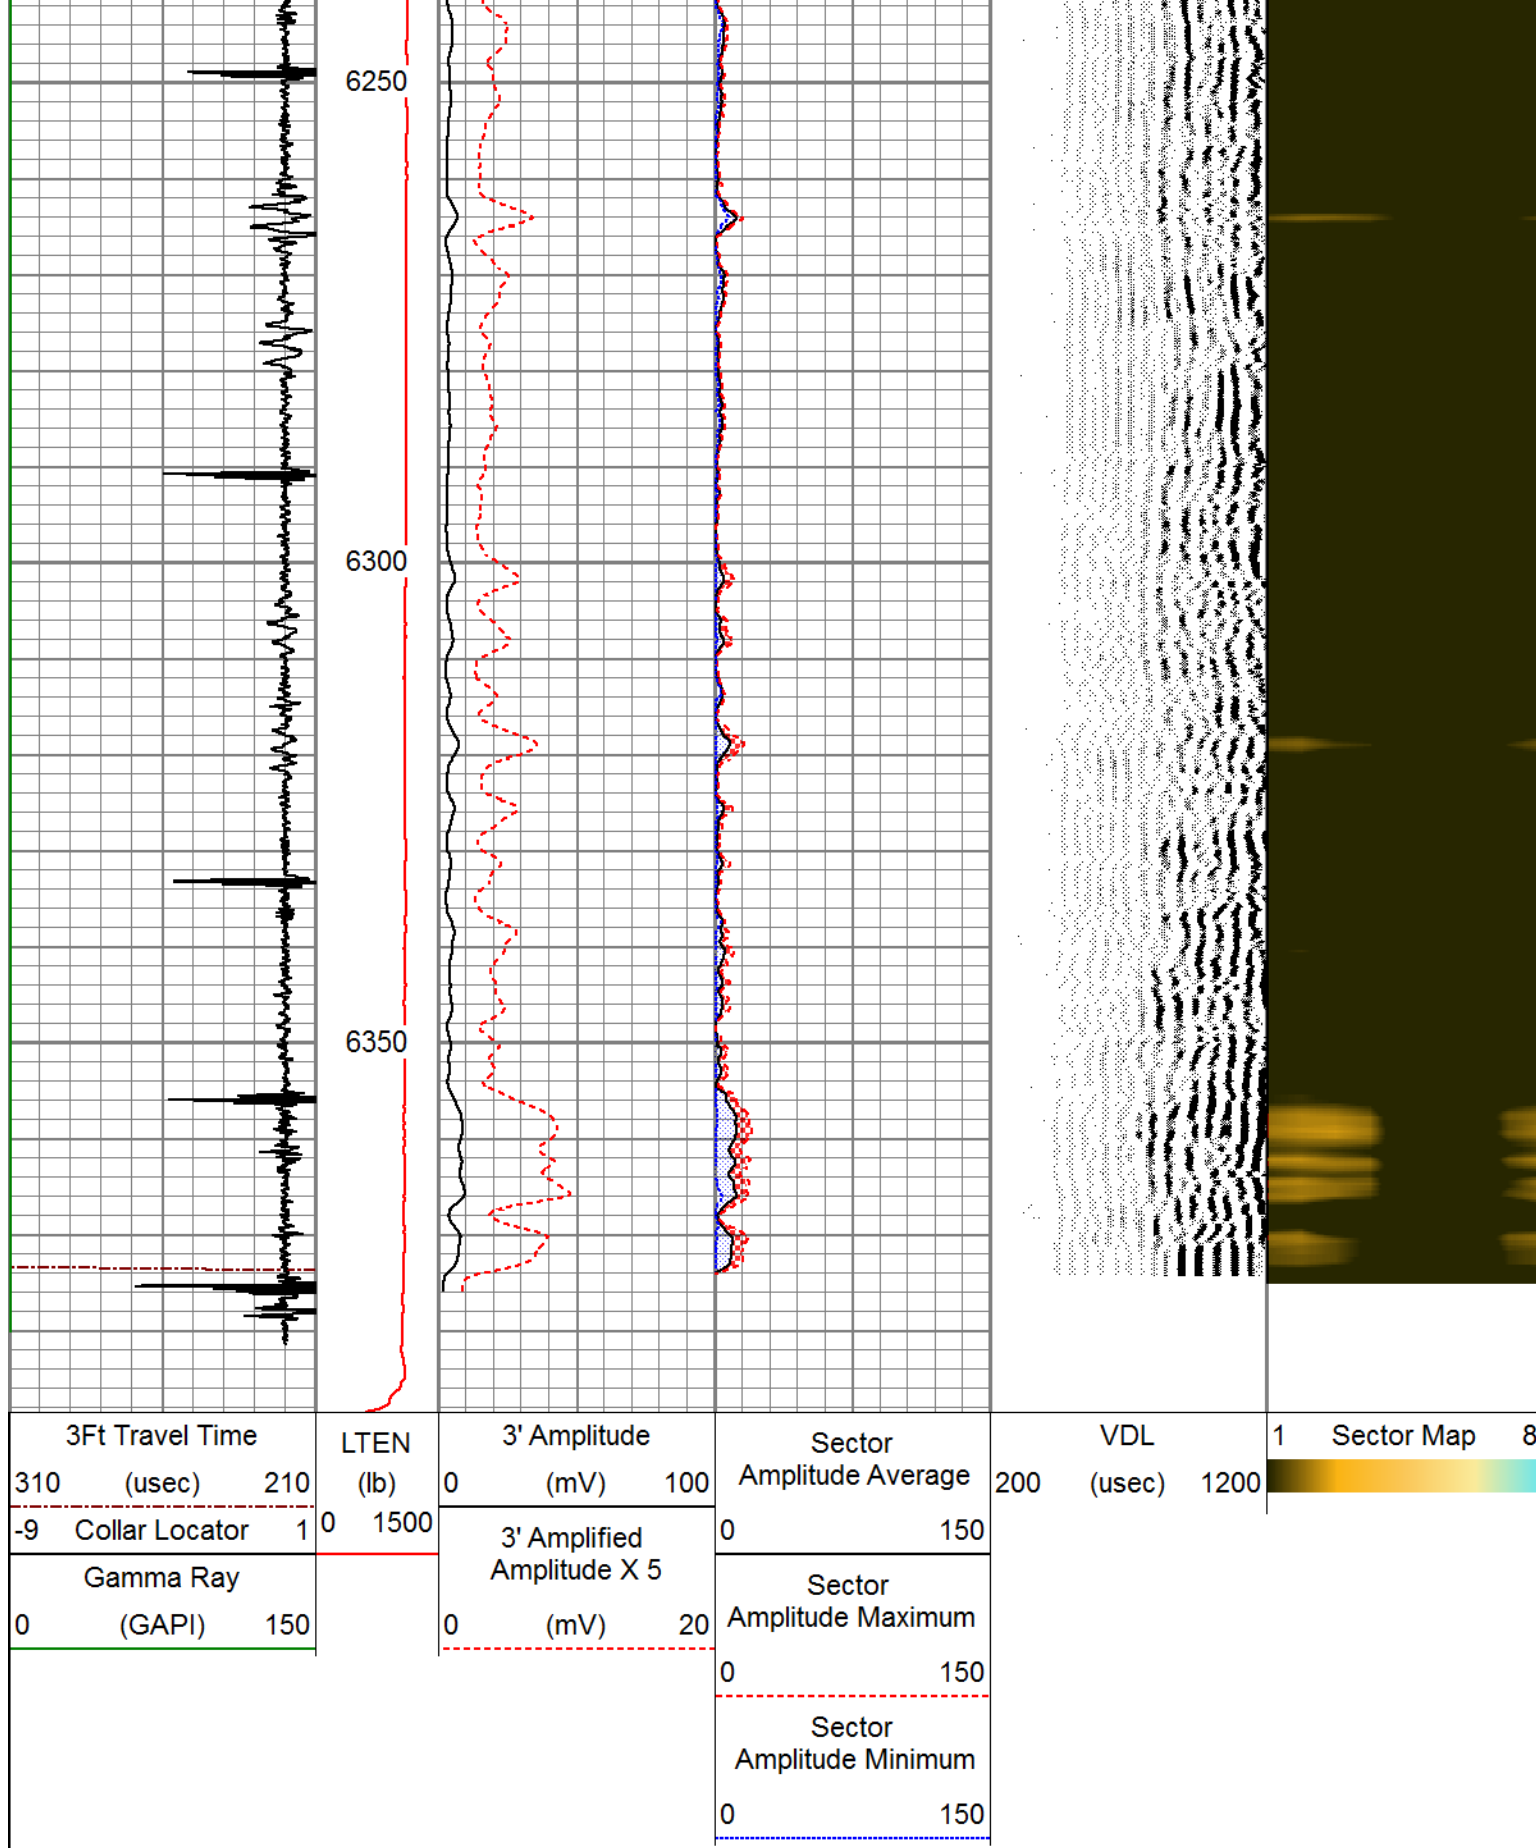 6250
6300
6350
3Ft Travel Time
310 (usec) 210
-9 Collar Locator 1
Gamma Ray
0 (GAPI) 150
LTEN
(lb)
0 1500
3' Amplitude
0 (mV) 100
3' Amplified
Amplitude X 5
0 (mV) 20
Sector
Amplitude Average
0 150
Sector
Amplitude Maximum
0 150
Sector
Amplitude Minimum
0 150
VDL
200 (usec) 1200
1 Sector Map 8